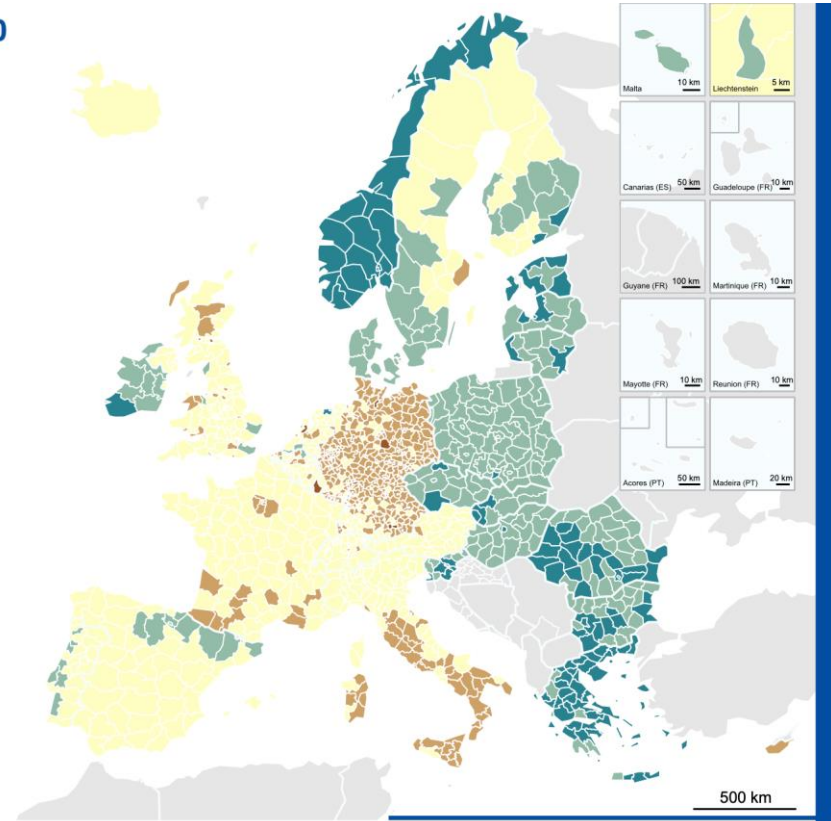 Malta
10 km
Liechtenstein
5 km
Canarias (ES)
50 km
Guadeloupe (FR)
10 km
Guyane (FR)
100 km
Martinique (FR)
10 km
Mayotte (FR)
10 km
Reunion (FR)
10 km
Acores (PT)
50 km
Madeira (PT)
20 km
500 km